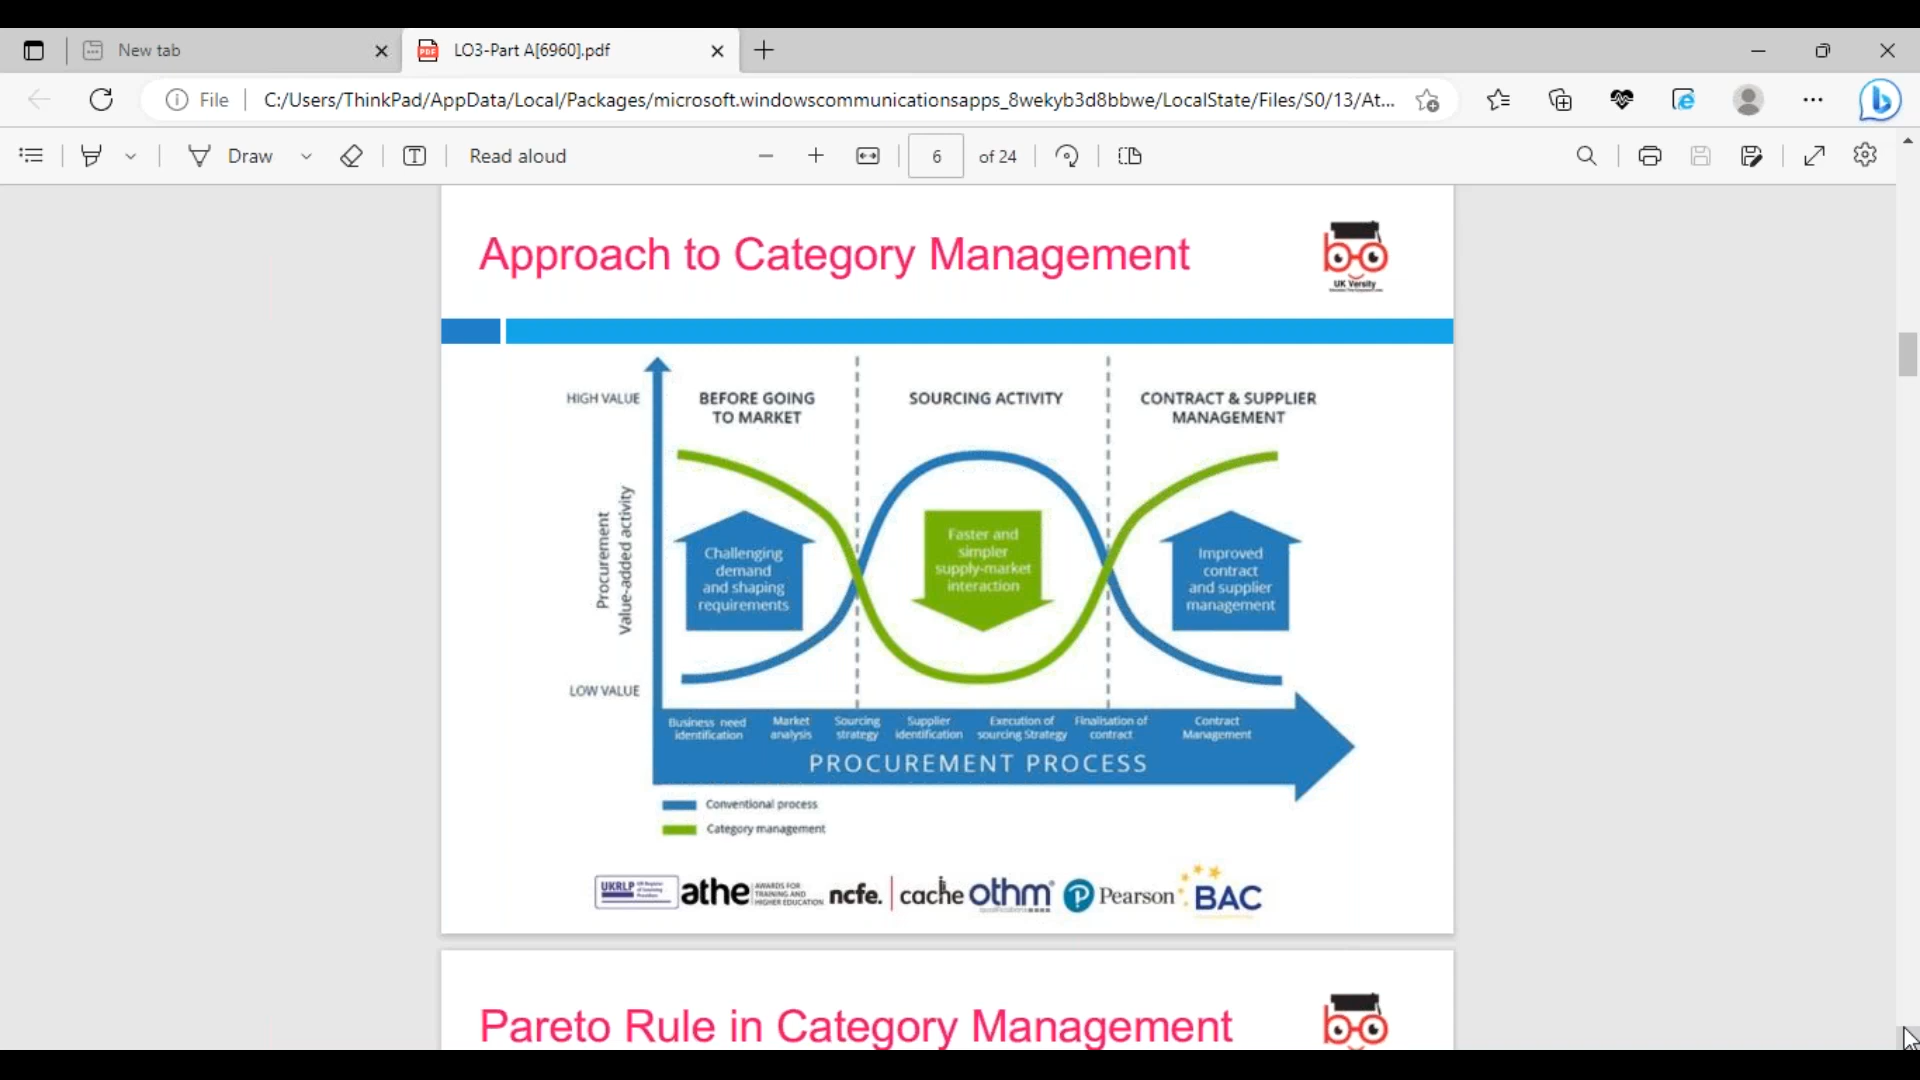 New tab
LO3-Part A[6960].pdf
File
C:/Users/ThinkPad/AppData/Local/Packages/microsoft.windowscommunicationsapps_8wekyb3d8bbwe/LocalState/Files/S0/13/At...
Draw
Read aloud
6 of 24
Approach to Category Management
UK Versity
HIGH VALUE
BEFORE GOING
TO MARKET
SOURCING ACTIVITY
CONTRACT & SUPPLIER
MANAGEMENT
Procurement
Value-added activity
Challenging
demand
and shaping
requirements
Faster and
simpler
supply-market
interaction
Improved
contract
and supplier
management
LOW VALUE
Business need
identification
Market
analysis
Sourcing
strategy
Supplier
identification
Execution of
sourcing Strategy
Finalisation of
contract
Contract
Management
PROCUREMENT PROCESS
Conventional process
Category management
UKRLP
athe
AWARDS FOR
TRAINING AND
HIGHER EDUCATION
ncfe.
cache
othm
Pearson
BAC
Pareto Rule in Category Management